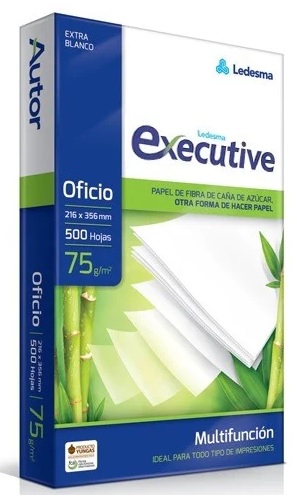 Autor
Oficio
216 x 356 mm
500 Hojas
75 g/m²
EXTRA
BLANCO
Ledesma
Ledesma
executive
PAPEL DE FIBRA DE CAÑA DE AZÚCAR,
OTRA FORMA DE HACER PAPEL
Oficio
216 x 356 mm
500 Hojas
75 g/m²
PRODUCTO
YUNGAS
Multifunción
IDEAL PARA TODO TIPO DE IMPRESIONES